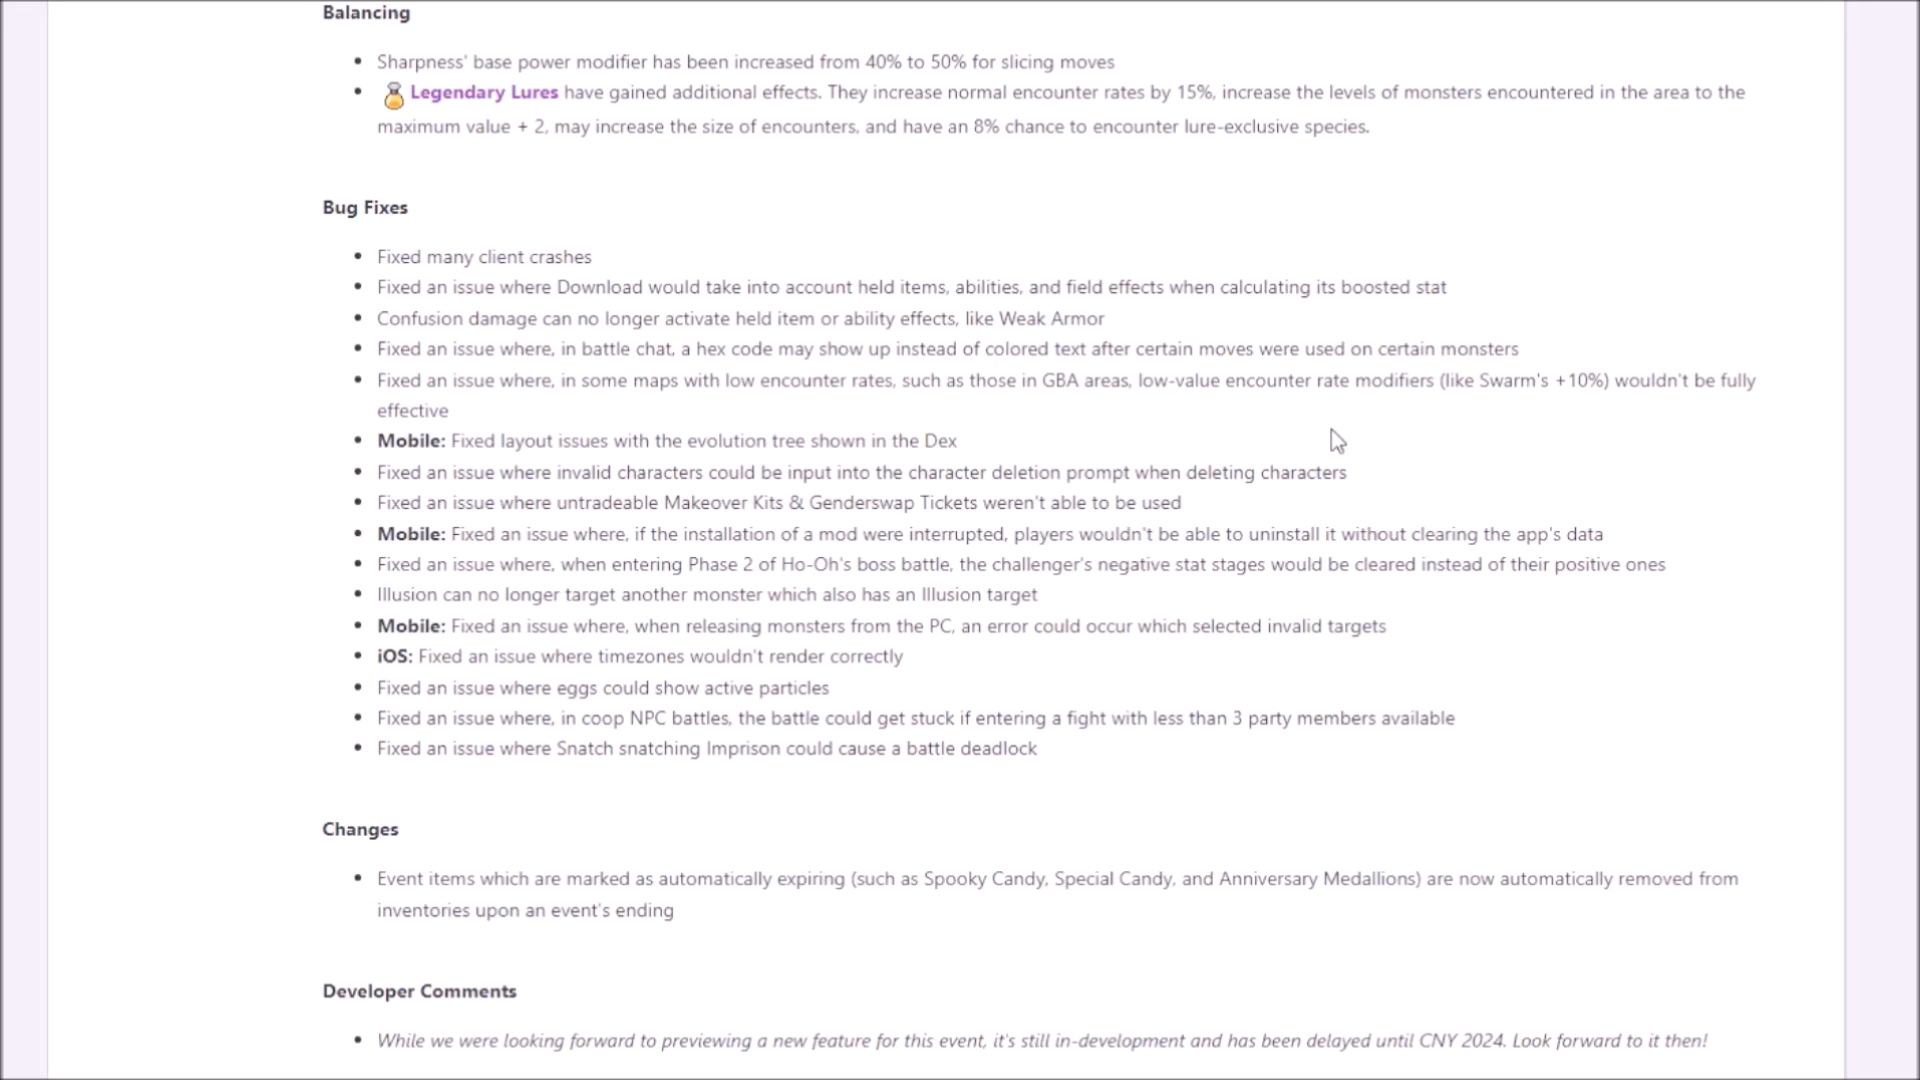 Balancing
• Sharpness' base power modifier has been increased from 40% to 50% for slicing moves
• Legendary Lures have gained additional effects. They increase normal encounter rates by 15%, increase the levels of monsters encountered in the area to the
maximum value + 2, may increase the size of encounters, and have an 8% chance to encounter lure-exclusive species.
Bug Fixes
• Fixed many client crashes
• Fixed an issue where Download would take into account held items, abilities, and field effects when calculating its boosted stat
• Confusion damage can no longer activate held item or ability effects, like Weak Armor
• Fixed an issue where, in battle chat, a hex code may show up instead of colored text after certain moves were used on certain monsters
• Fixed an issue where, in some maps with low encounter rates, such as those in GBA areas, low-value encounter rate modifiers (like Swarm's +10%) wouldn't be fully
effective
• Mobile: Fixed layout issues with the evolution tree shown in the Dex
• Fixed an issue where invalid characters could be input into the character deletion prompt when deleting characters
• Fixed an issue where untradeable Makeover Kits & Genderswap Tickets weren't able to be used
• Mobile: Fixed an issue where, if the installation of a mod were interrupted, players wouldn't be able to uninstall it without clearing the app's data
• Fixed an issue where, when entering Phase 2 of Ho-Oh's boss battle, the challenger's negative stat stages would be cleared instead of their positive ones
• Illusion can no longer target another monster which also has an Illusion target
• Mobile: Fixed an issue where, when releasing monsters from the PC, an error could occur which selected invalid targets
• iOS: Fixed an issue where timezones wouldn't render correctly
• Fixed an issue where eggs could show active particles
• Fixed an issue where, in coop NPC battles, the battle could get stuck if entering a fight with less than 3 party members available
• Fixed an issue where Snatch snatching Imprison could cause a battle deadlock
Changes
• Event items which are marked as automatically expiring (such as Spooky Candy, Special Candy, and Anniversary Medallions) are now automatically removed from
inventories upon an event's ending
Developer Comments
• While we were looking forward to previewing a new feature for this event, it's still in-development and has been delayed until CNY 2024. Look forward to it then!